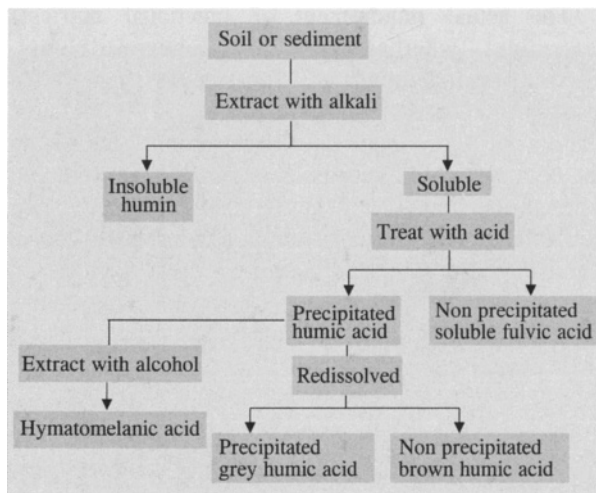 Soil or sediment
Extract with alkali
Insoluble
humin
Soluble
Treat with acid
Precipitated
humic acid
Non precipitated
soluble fulvic acid
Extract with alcohol
Redissolved
Hymatomelanic acid
Precipitated
grey humic acid
Non precipitated
brown humic acid